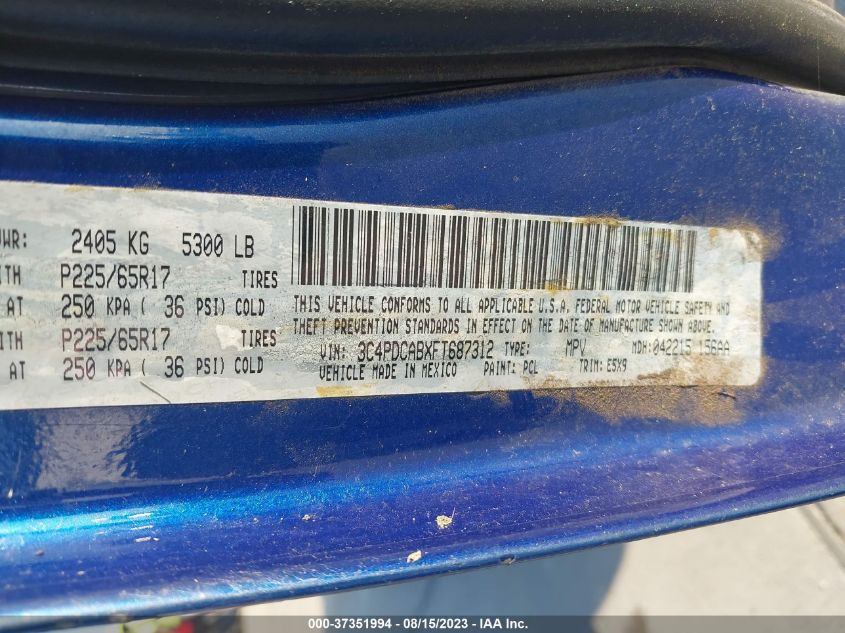 VWR: 2405 KG 5300 LB
ITH P225/65R17 TIRES
AT 250 KPA ( 36 PSI) COLD
ITH P225/65R17 TIRES
AT 250 KPA ( 36 PSI) COLD
THIS VEHICLE CONFORMS TO ALL APPLICABLE U.S.A. FEDERAL MOTOR VEHICLE SAFETY AND
THEFT PREVENTION STANDARDS IN EFFECT ON THE DATE OF MANUFACTURE SHOWN ABOVE.
VIN: 3C4PDCABXFT687312 TYPE: MPV MDH: 042215 156AA
VEHICLE MADE IN MEXICO PAINT: PCL TRIM: E5X9
000-37351994 - 08/15/2023 - IAA Inc.